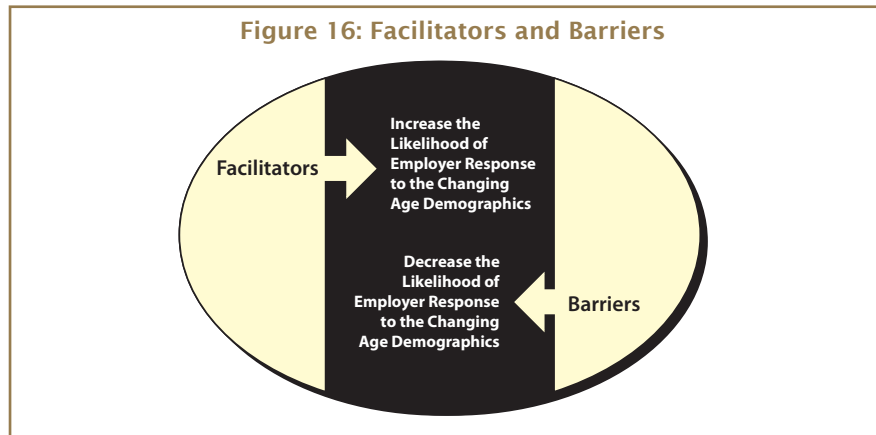 Figure 16: Facilitators and Barriers
Facilitators
Increase the
Likelihood of
Employer Response
to the Changing
Age Demographics
Decrease the
Likelihood of
Employer Response
to the Changing
Age Demographics
Barriers